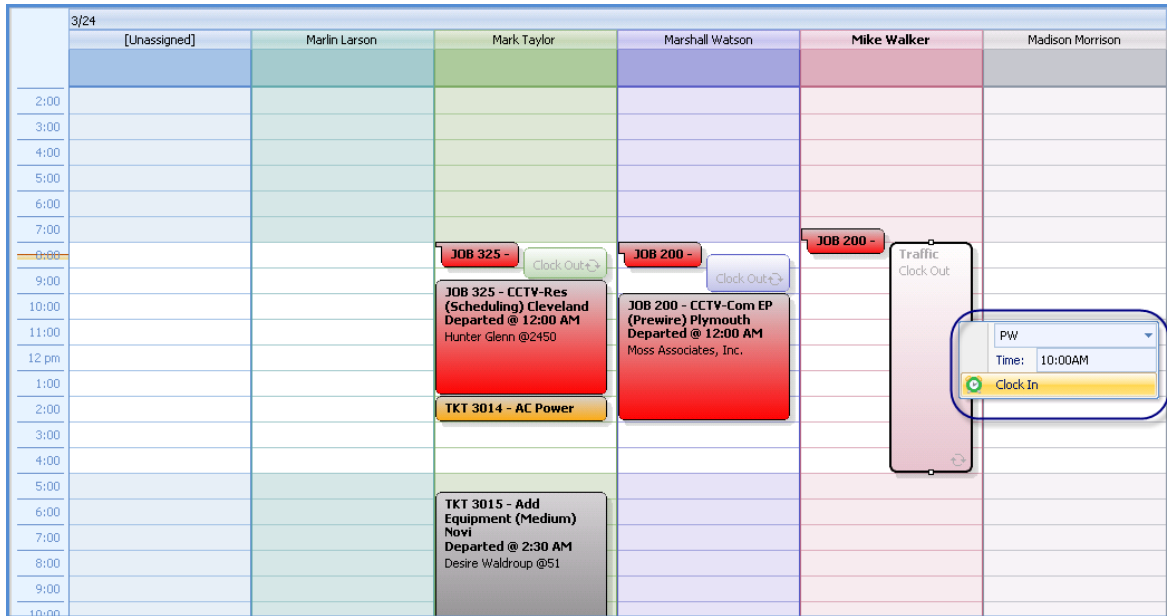 3/24
[Unassigned]
Marlin Larson
Mark Taylor
Marshall Watson
Mike Walker
Madison Morrison
2:00
3:00
4:00
5:00
6:00
7:00
9:00
10:00
11:00
12 pm
1:00
2:00
3:00
4:00
5:00
6:00
7:00
8:00
9:00
10:00
JOB 325 -
Clock Out
JOB 325 - CCTV-Res
(Scheduling) Cleveland
Departed @ 12:00 AM
Hunter Glenn @2450
TKT 3014 - AC Power
TKT 3015 - Add
Equipment (Medium)
Novi
Departed @ 2:30 AM
Desire Waldroup @51
JOB 200 -
Clock Out
JOB 200 - CCTV-Com EP
(Prewire) Plymouth
Departed @ 12:00 AM
Moss Associates, Inc.
JOB 200 -
Traffic
Clock Out
PW
Time: 10:00AM
Clock In